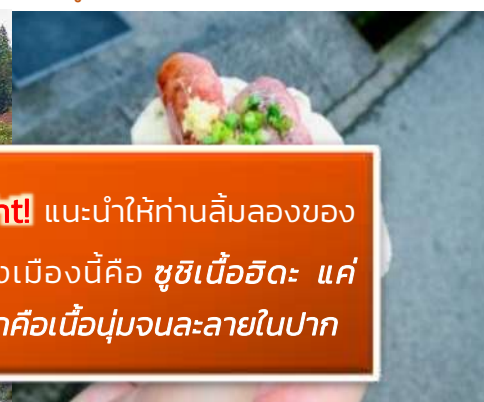 ht! แนะนำให้ท่านลิ้มลองของ
งเมืองนี้คือ ซูชิเนื้อฮิดะ แค่
คือเนื้อนุ่มจนละลายในปาก